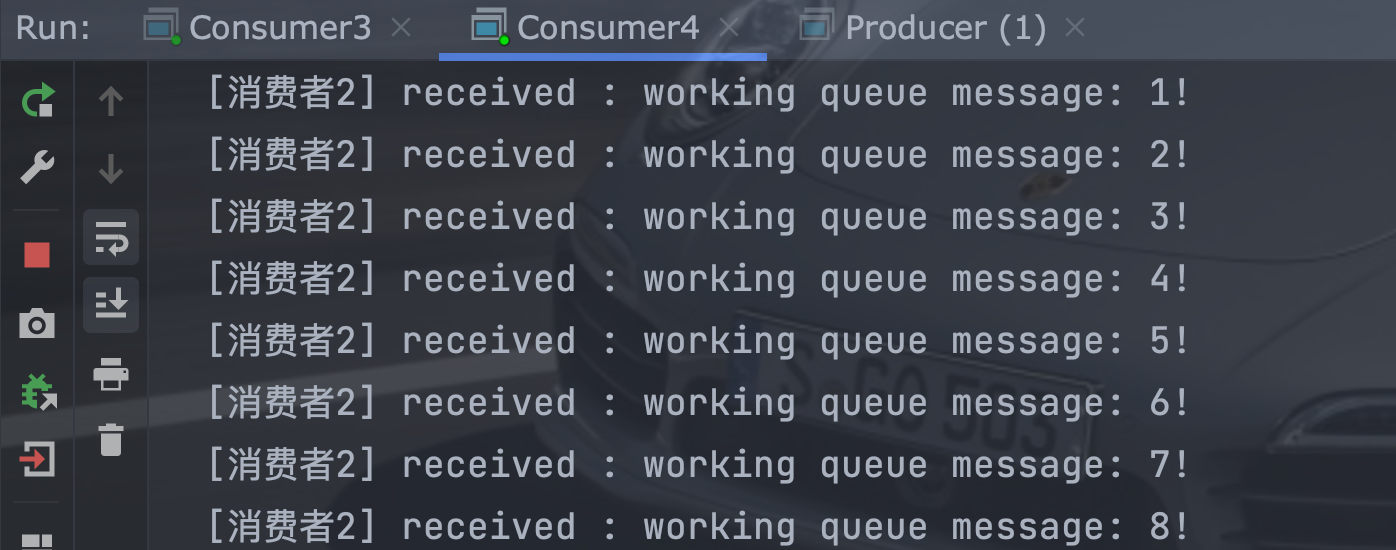 Run: Consumer3 Consumer4 Producer (1)
[消费者2] received : working queue message: 1!
[消费者2] received : working queue message: 2!
[消费者2] received : working queue message: 3!
[消费者2] received : working queue message: 4!
[消费者2] received : working queue message: 5!
[消费者2] received : working queue message: 6!
[消费者2] received : working queue message: 7!
[消费者2] received : working queue message: 8!
S GO 503